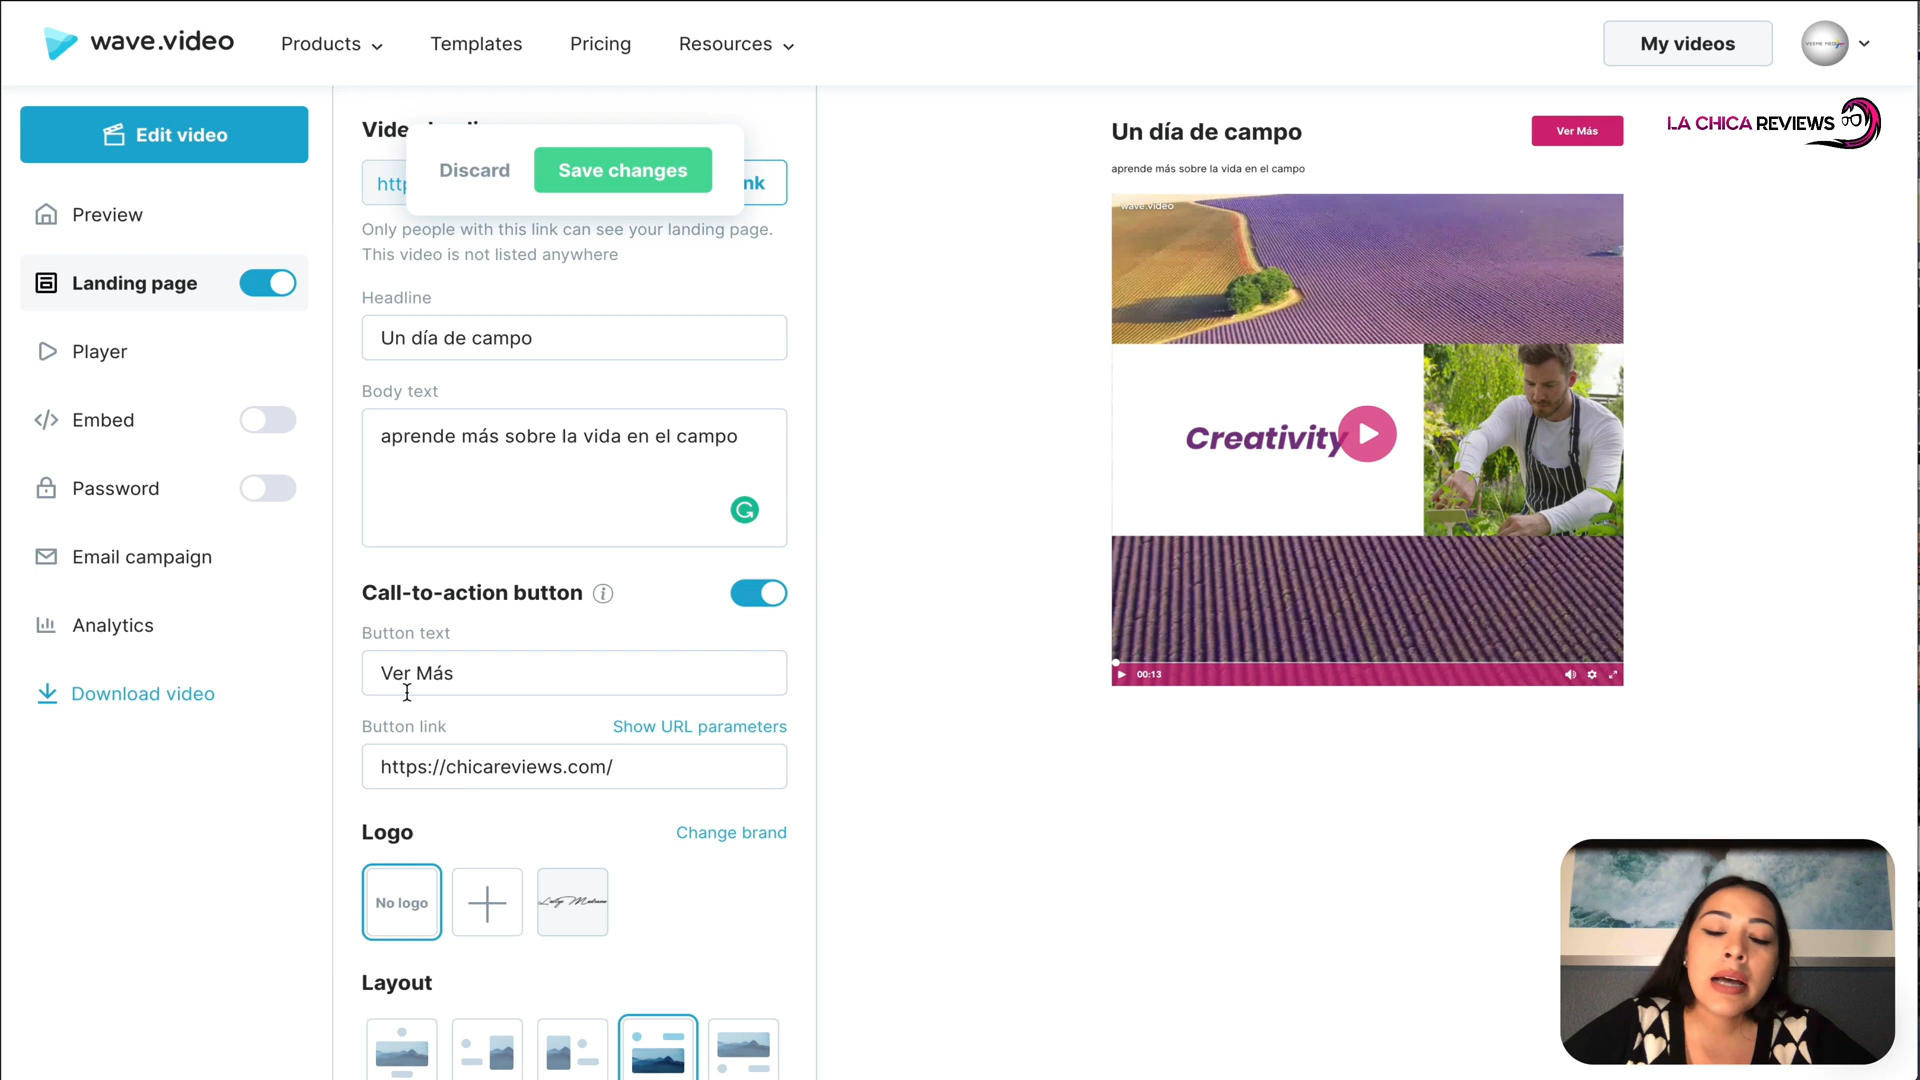 wave.video
Products
Templates
Pricing
Resources
My videos
Edit video
Preview
Landing page
Player
Embed
Password
Email campaign
Analytics
Download video
Discard
Save changes
Only people with this link can see your landing page.
This video is not listed anywhere
Headline
Un día de campo
Body text
aprende más sobre la vida en el campo
Call-to-action button
Button text
Ver Más
Button link
Show URL parameters
https://chicareviews.com/
Logo
Change brand
No logo
Layout
Un día de campo
Ver Más
LA CHICA REVIEWS
aprende más sobre la vida en el campo
wave.video
Creativity
00:13